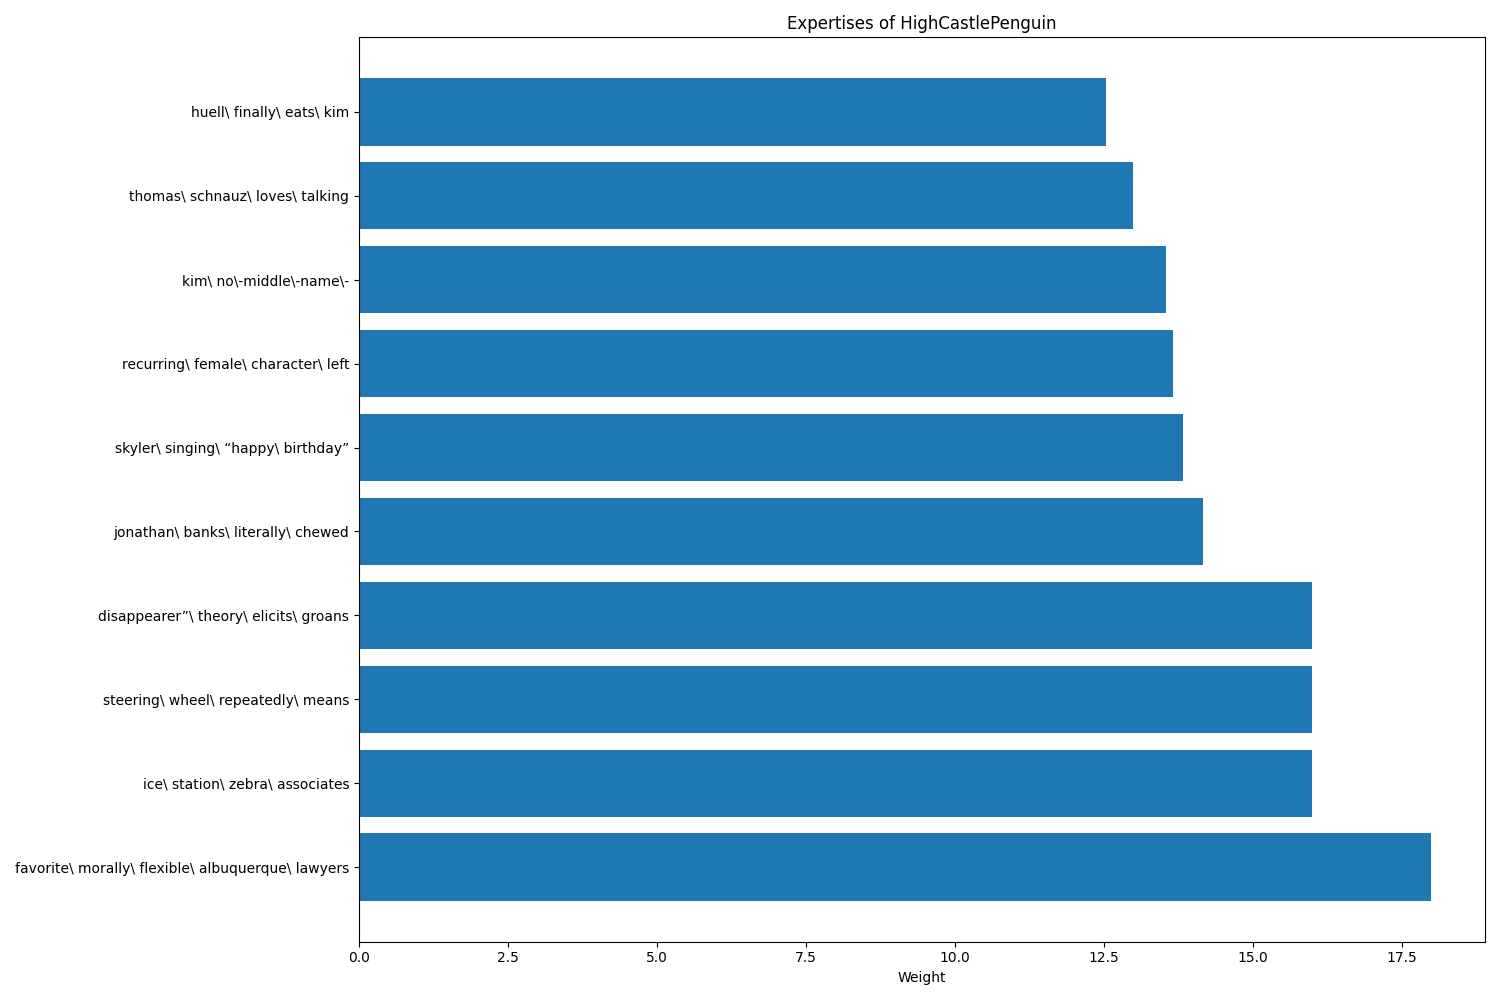 Expertises of HighCastlePenguin
huell\ finally\ eats\ kim
thomas\ schnauz\ loves\ talking
kim\ no\-middle\-name\-
recurring\ female\ character\ left
skyler\ singing\ “happy\ birthday”
jonathan\ banks\ literally\ chewed
disappearer”\ theory\ elicits\ groans
steering\ wheel\ repeatedly\ means
ice\ station\ zebra\ associates
favorite\ morally\ flexible\ albuquerque\ lawyers
0.0 2.5 5.0 7.5 10.0 12.5 15.0 17.5
Weight